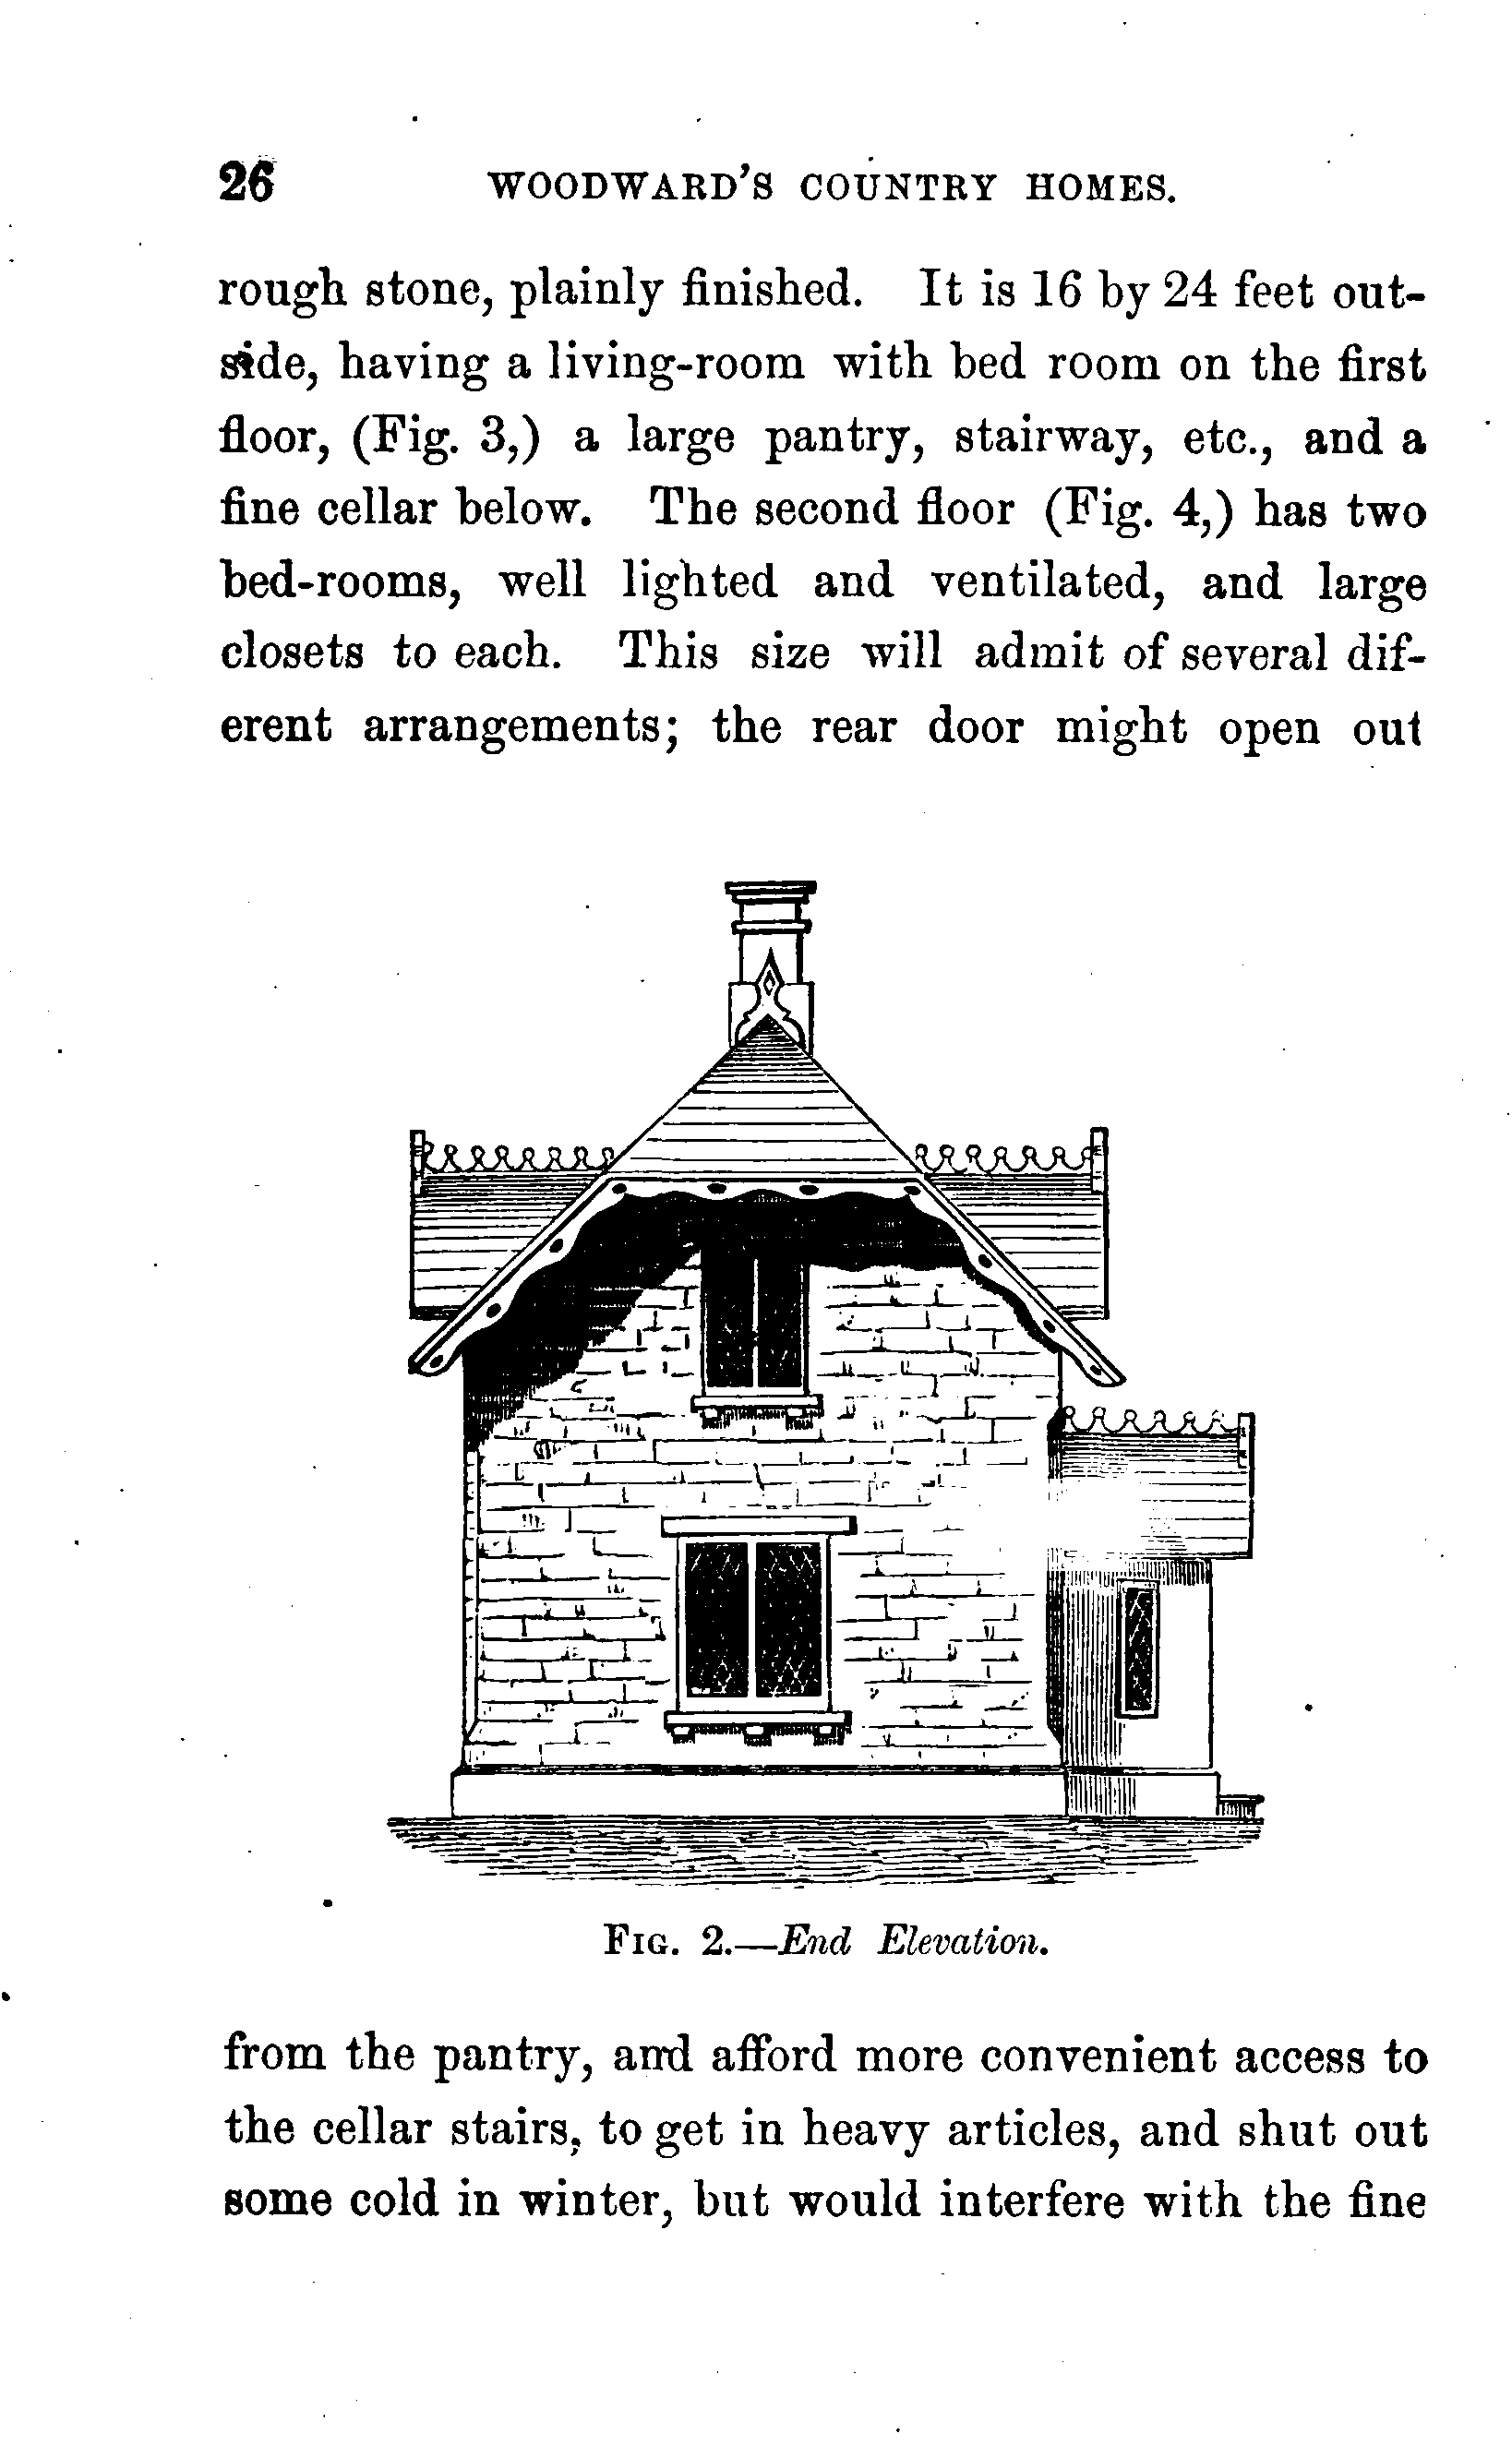 26 WOODWARD'S COUNTRY HOMES.
rough stone, plainly finished. It is 16 by 24 feet out-
side, having a living-room with bed room on the first
floor, (Fig. 3,) a large pantry, stairway, etc., and a
fine cellar below. The second floor (Fig. 4,) has two
bed-rooms, well lighted and ventilated, and large
closets to each. This size will admit of several dif-
erent arrangements; the rear door might open out
FIG. 2.—End Elevation.
from the pantry, and afford more convenient access to
the cellar stairs, to get in heavy articles, and shut out
some cold in winter, but would interfere with the fine